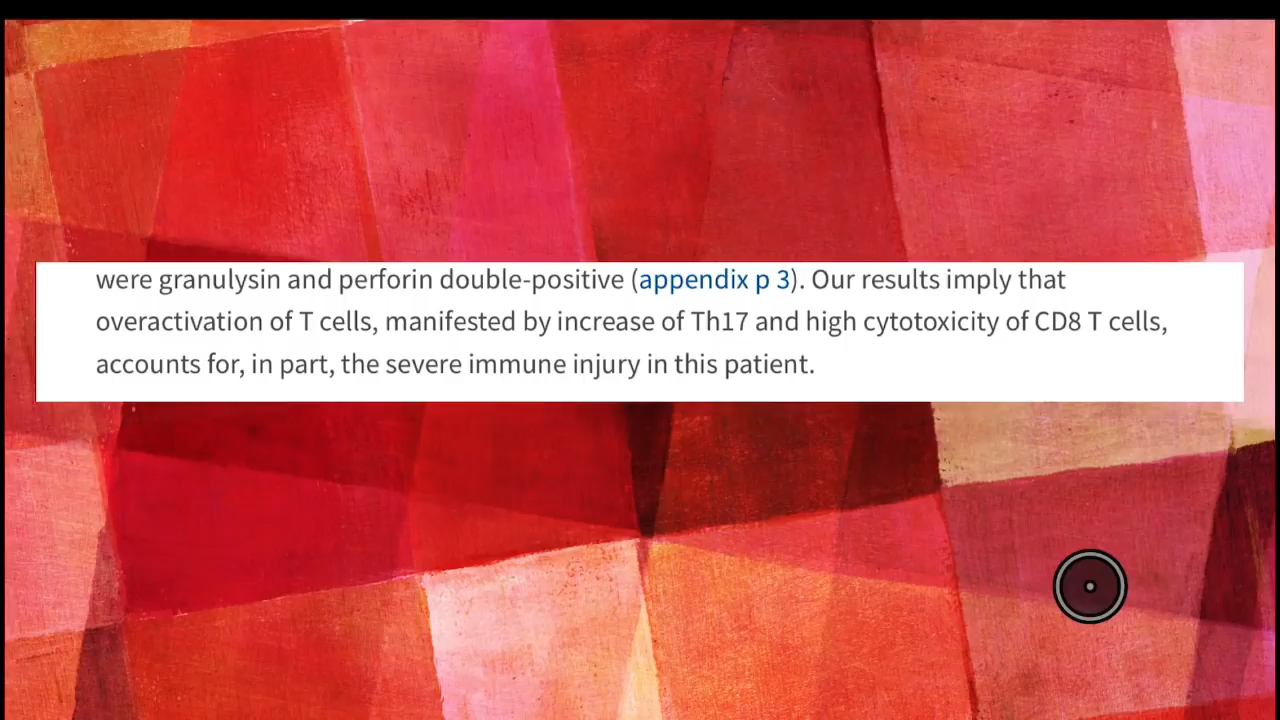 were granulysin and perforin double-positive (appendix p 3). Our results imply that
overactivation of T cells, manifested by increase of Th17 and high cytotoxicity of CD8 T cells,
accounts for, in part, the severe immune injury in this patient.